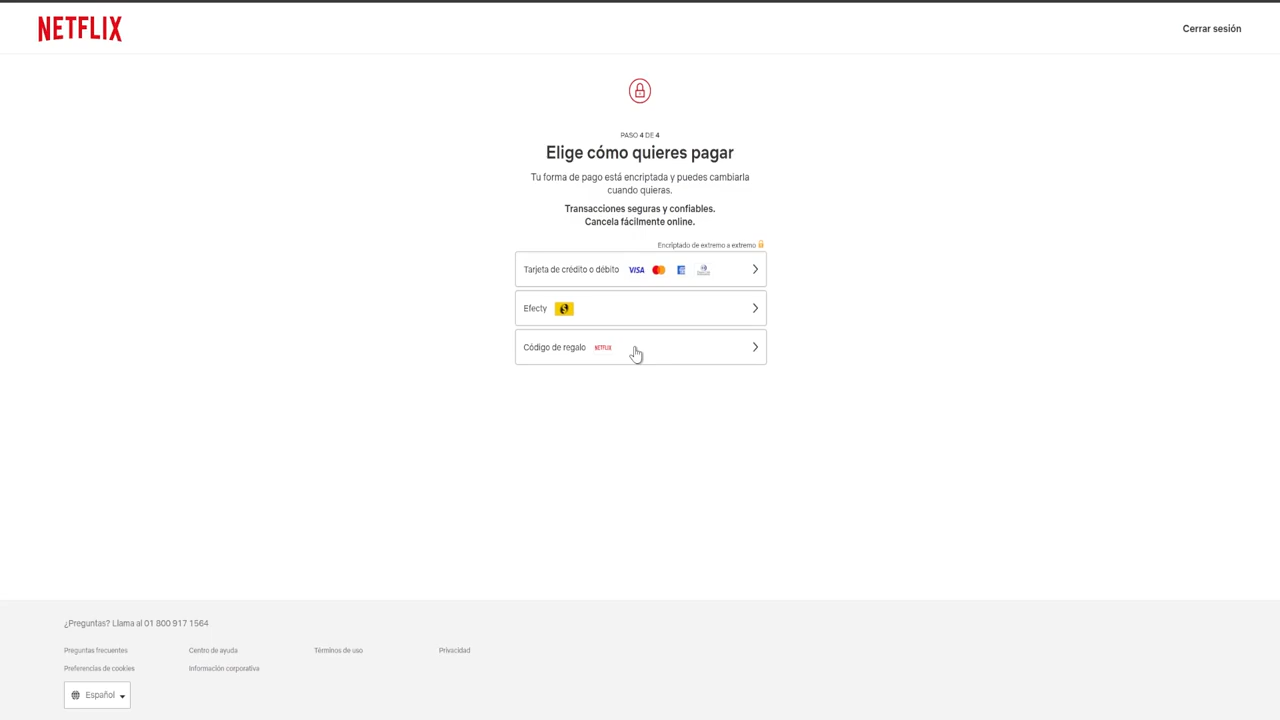 NETFLIX
Cerrar sesión
PASO 4 DE 4
Elige cómo quieres pagar
Tu forma de pago está encriptada y puedes cambiarla
cuando quieras.
Transacciones seguras y confiables.
Cancela fácilmente online.
Encriptado de extremo a extremo
Tarjeta de crédito o débito VISA
Efecty
Código de regalo NETFLIX
¿Preguntas? Llama al 01 800 917 1564
Preguntas frecuentes Centro de ayuda Términos de uso Privacidad
Preferencias de cookies Información corporativa
Español